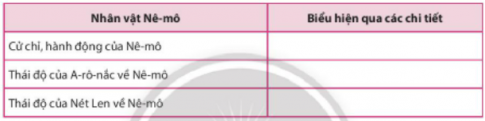 Nhân vật Nê-mô Biểu hiện qua các chi tiết
Cử chỉ, hành động của Nê-mô
Thái độ của A-rô-nắc về Nê-mô
Thái độ của Nét Len về Nê-mô